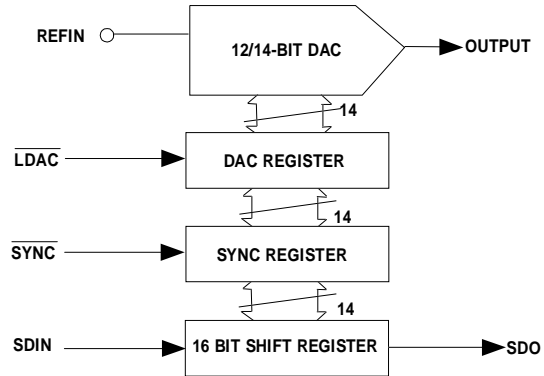 REFIN
12/14-BIT DAC
OUTPUT
14
LDAC
DAC REGISTER
14
SYNC
SYNC REGISTER
14
SDIN
16 BIT SHIFT REGISTER
SDO